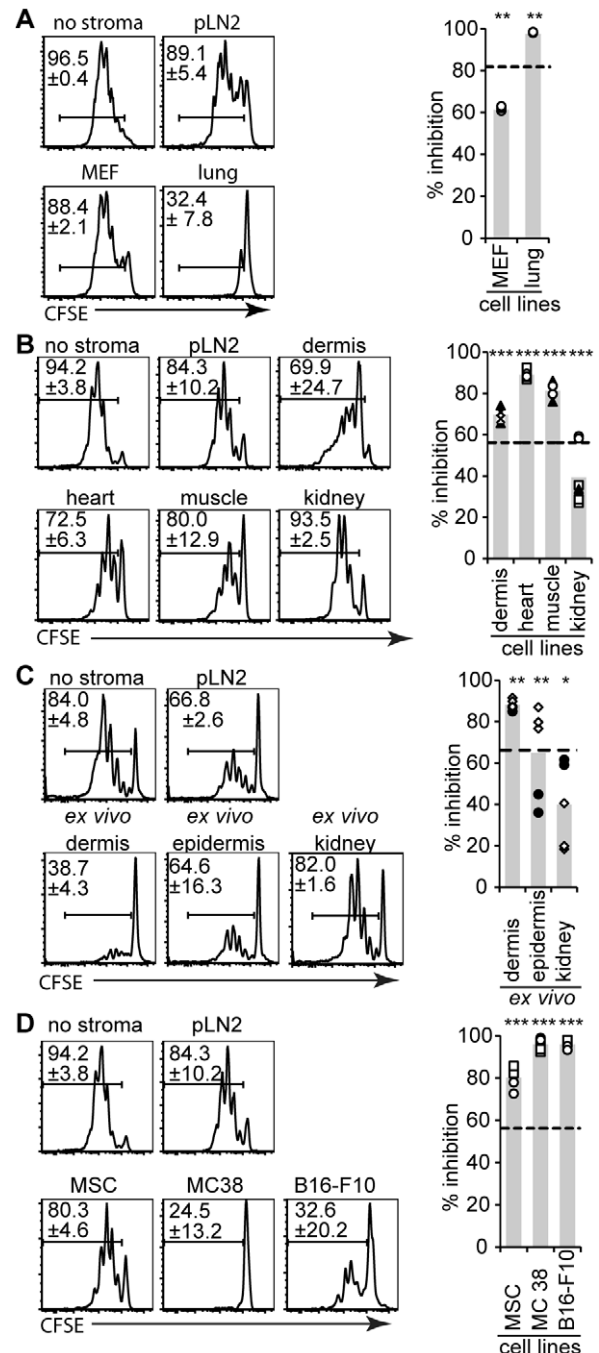 A
no stroma pLN2
96.5
±0.4
89.1
±5.4
MEF lung
88.4
±2.1
32.4
± 7.8
CFSE
** **
100
80
60
40
20
0
% inhibition
MEF
lung
cell lines
B
no stroma pLN2 dermis
94.2
±3.8
84.3
±10.2
69.9
±24.7
heart muscle kidney
72.5
±6.3
80.0
±12.9
93.5
±2.5
CFSE
*** *** *** ***
100
80
60
40
20
0
% inhibition
dermis
heart
muscle
kidney
cell lines
C
no stroma pLN2
84.0
±4.8
66.8
±2.6
ex vivo ex vivo ex vivo
dermis epidermis kidney
38.7
±4.3
64.6
±16.3
82.0
±1.6
CFSE
** ** *
100
80
60
40
20
0
% inhibition
dermis
epidermis
kidney
ex vivo
D
no stroma pLN2
94.2
±3.8
84.3
±10.2
MSC MC38 B16-F10
80.3
±4.6
24.5
±13.2
32.6
±20.2
CFSE
*** *** ***
100
80
60
40
20
0
% inhibition
MSC
MC 38
B16-F10
cell lines